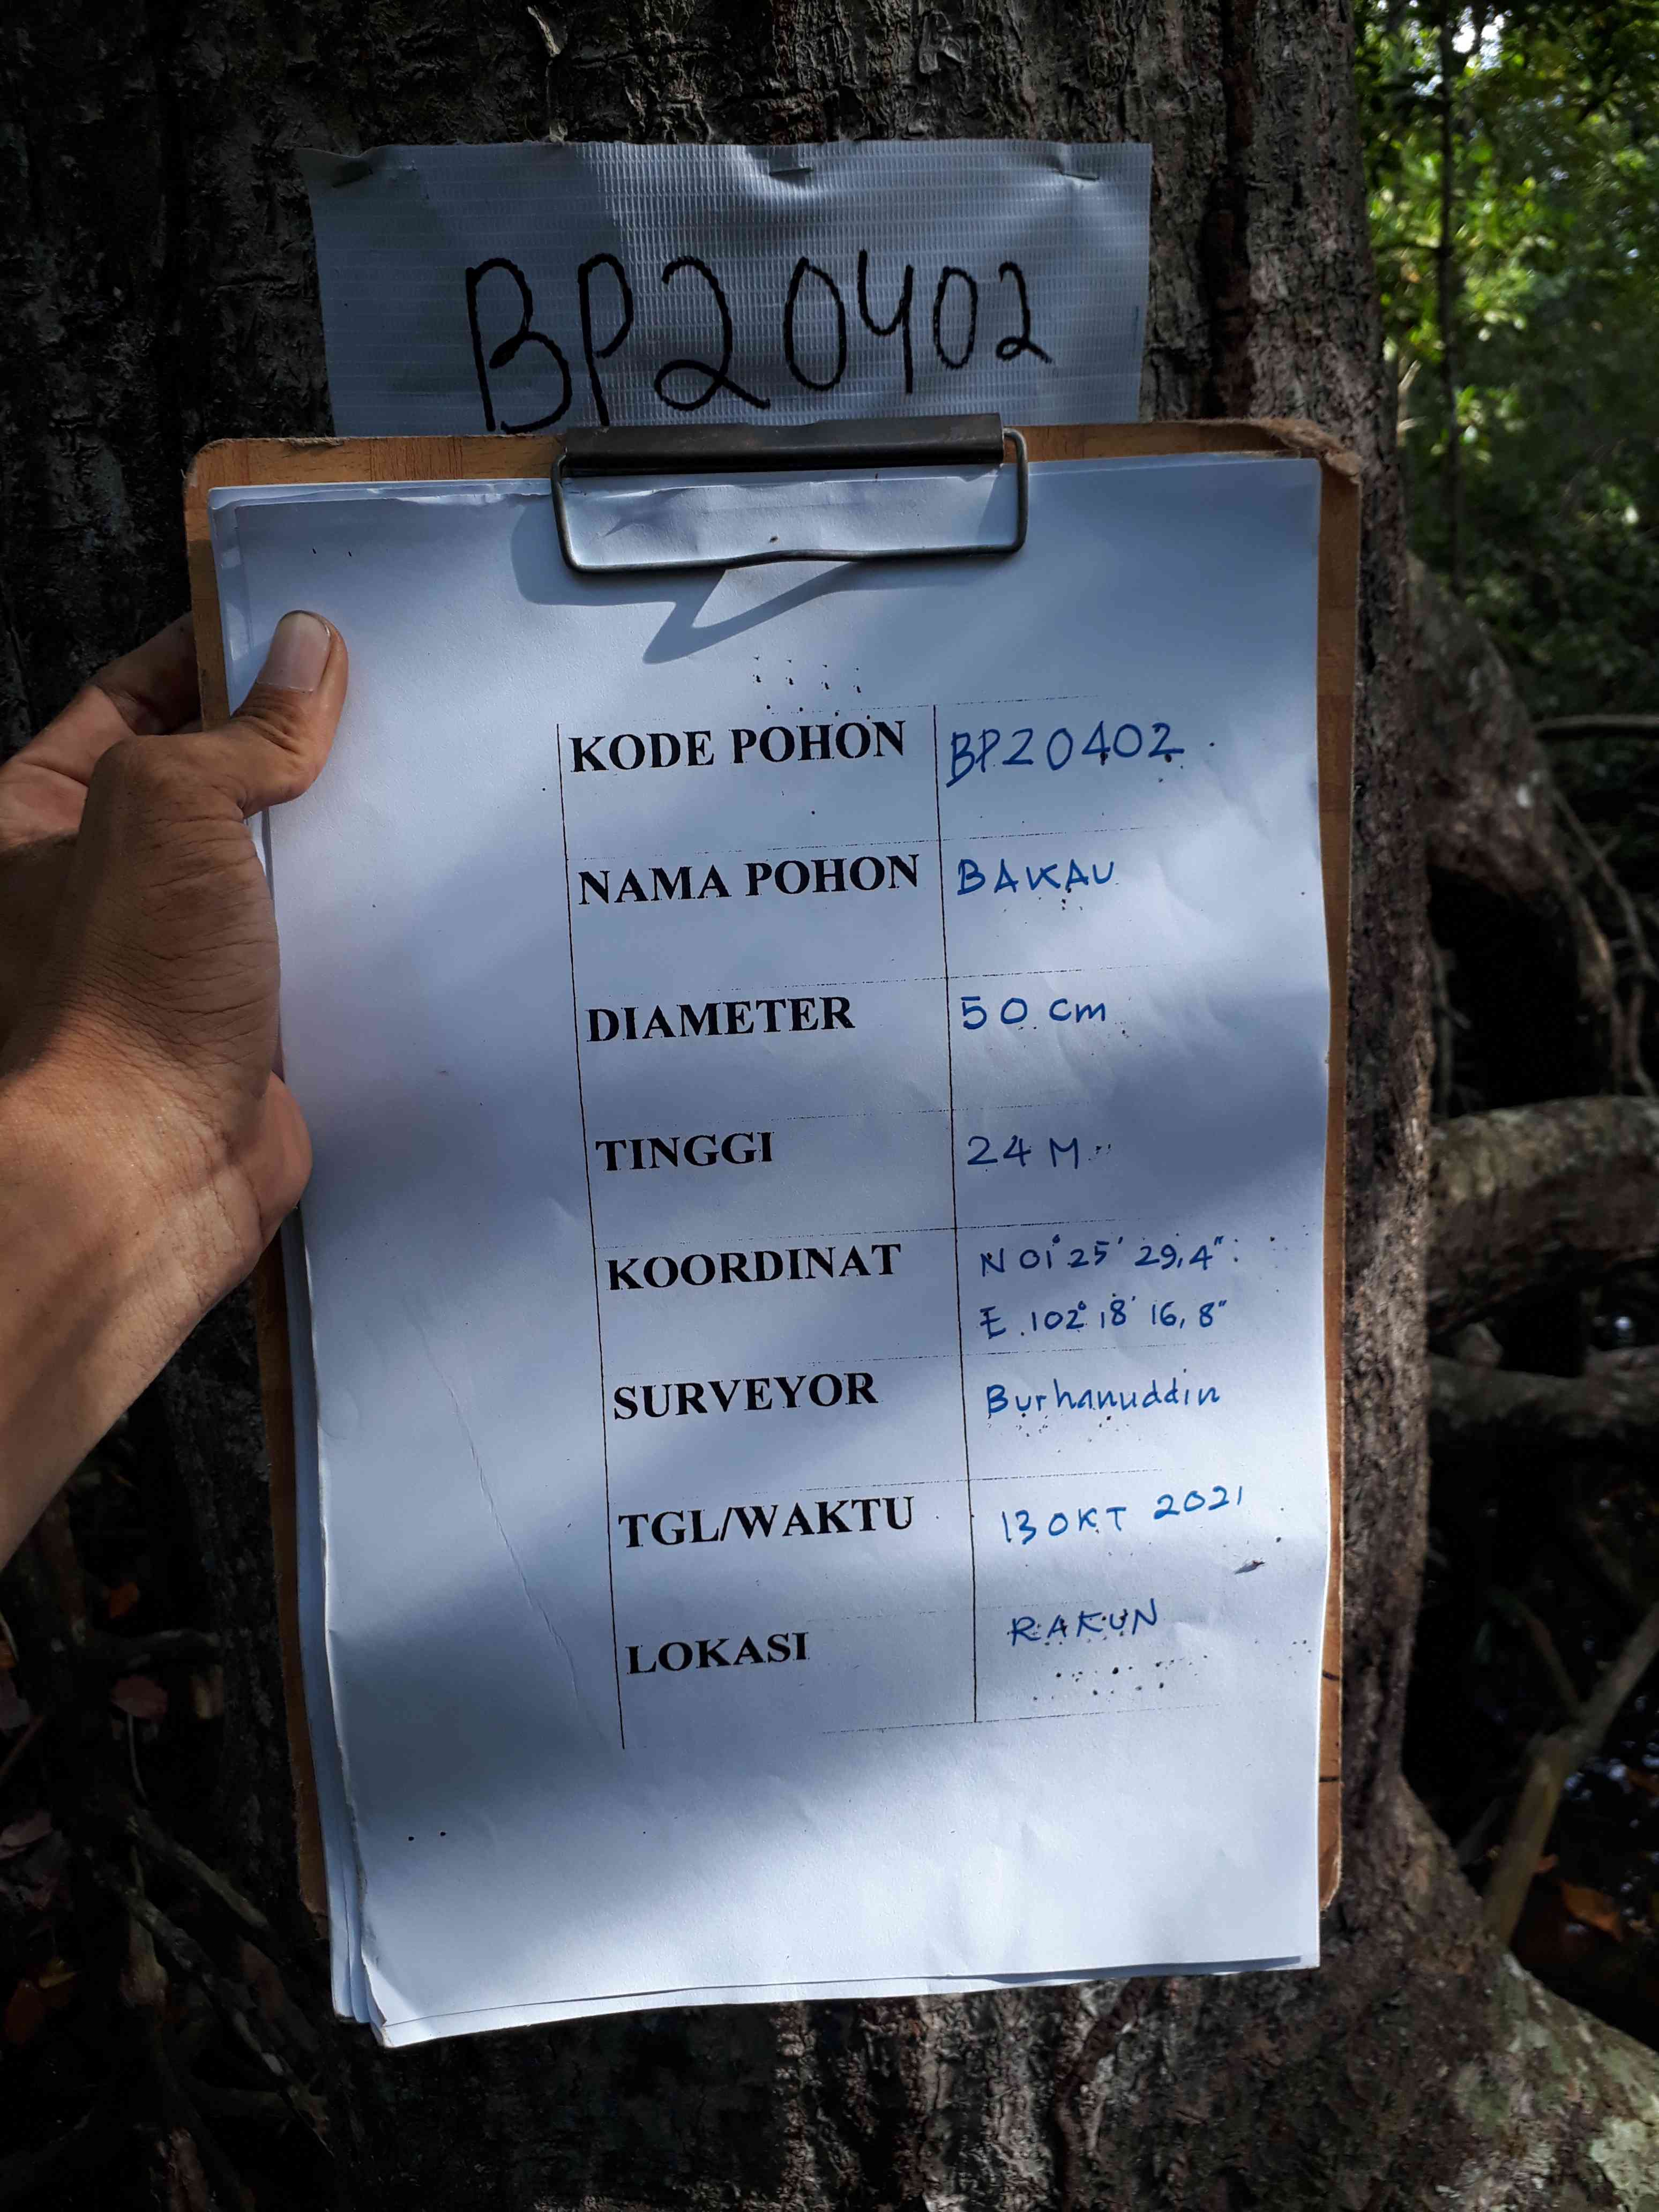 BP20402
KODE POHON BP20402
NAMA POHON BAKAU
DIAMETER 50 cm
TINGGI 24 M
KOORDINAT N 01° 25' 29,4"
E. 102° 18' 16,8"
SURVEYOR Burhanuddin
TGL/WAKTU 13 OKT 2021
LOKASI RAKUN